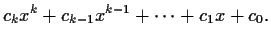 $c_k x^k + c_{k-1} x^{k-1} + \cdots + c_1 x + c_0.$